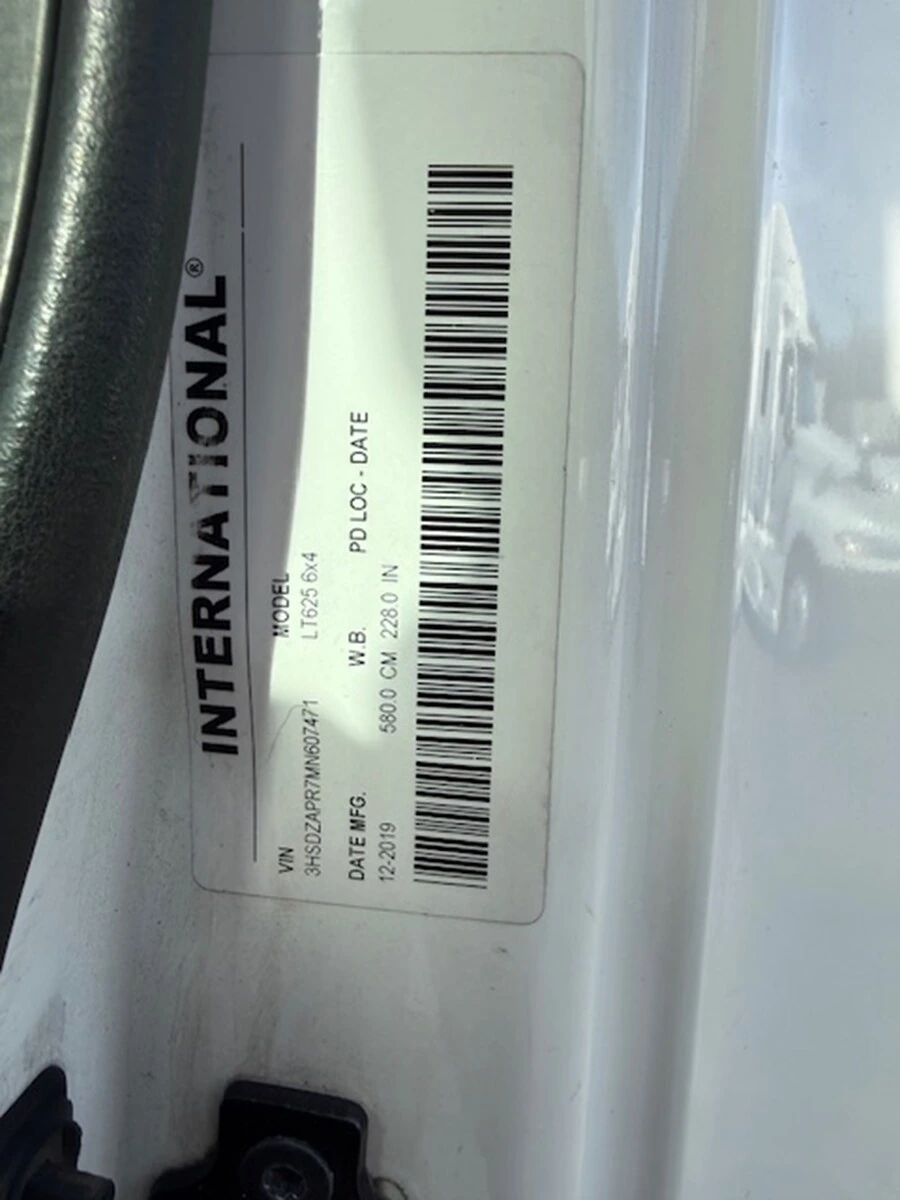 INTERNATIONAL®
VIN MODEL
3HSDZAPR7MN607471 LT625 6x4
DATE MFG. W.B. PD LOC - DATE
12-2019 580.0 CM 228.0 IN